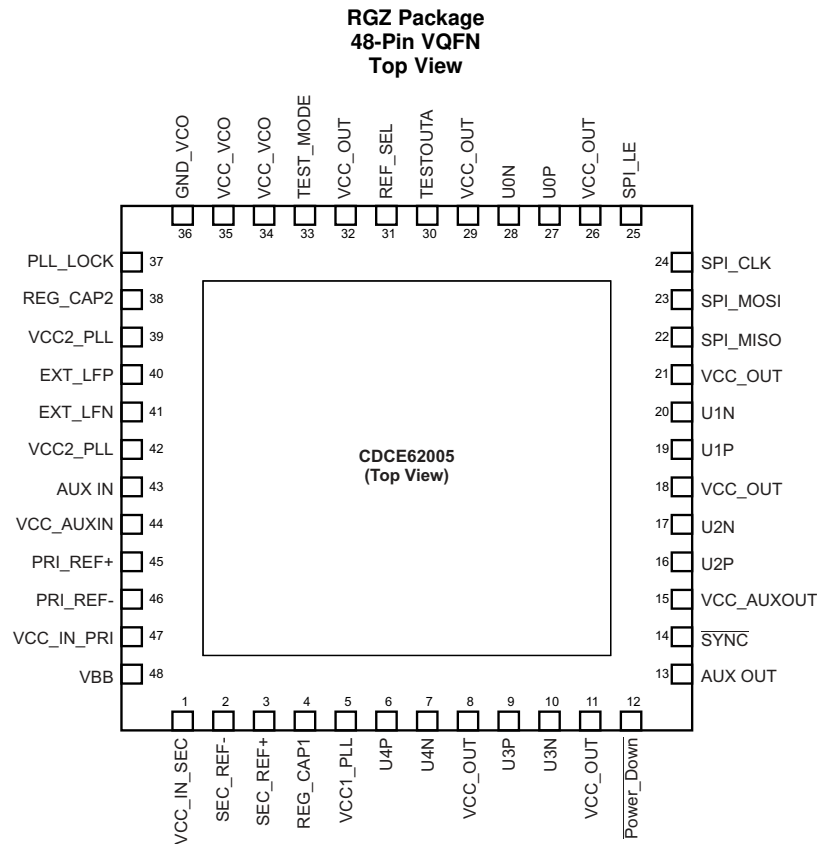 RGZ Package
48-Pin VQFN
Top View
GND_VCO
VCC_VCO
VCC_VCO
TEST_MODE
VCC_OUT
REF_SEL
TESTOUTA
VCC_OUT
U0N
U0P
VCC_OUT
SPI_LE
36
35
34
33
32
31
30
29
28
27
26
25
PLL_LOCK 37
REG_CAP2 38
VCC2_PLL 39
EXT_LFP 40
EXT_LFN 41
VCC2_PLL 42
AUX IN 43
VCC_AUXIN 44
PRI_REF+ 45
PRI_REF- 46
VCC_IN_PRI 47
VBB 48
CDCE62005
(Top View)
24 SPI_CLK
23 SPI_MOSI
22 SPI_MISO
21 VCC_OUT
20 U1N
19 U1P
18 VCC_OUT
17 U2N
16 U2P
15 VCC_AUXOUT
14 SYNC
13 AUX OUT
1
2
3
4
5
6
7
8
9
10
11
12
VCC_IN_SEC
SEC_REF-
SEC_REF+
REG_CAP1
VCC1_PLL
U4P
U4N
VCC_OUT
U3P
U3N
VCC_OUT
Power_Down